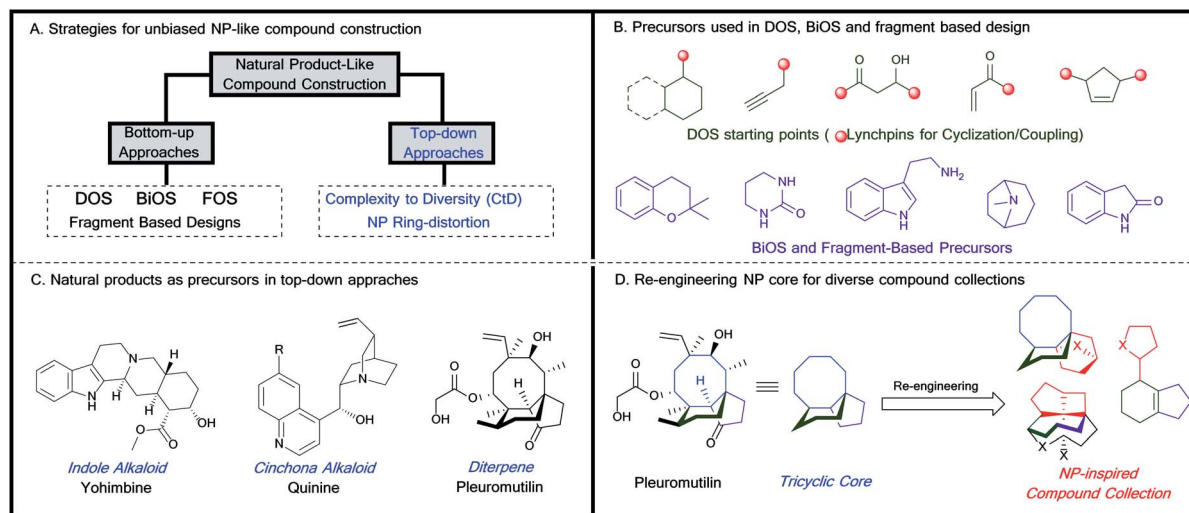 A. Strategies for unbiased NP-like compound construction
Natural Product-Like
Compound Construction
Bottom-up
Approaches
Top-down
Approaches
DOS BiOS FOS
Fragment Based Designs
Complexity to Diversity (CtD)
NP Ring-distortion
B. Precursors used in DOS, BiOS and fragment based design
O
O
OH
O
DOS starting points ( Lynchpins for Cyclization/Coupling)
O
NH
N
H
O
NH2
N
H
N
N
H
O
BiOS and Fragment-Based Precursors
C. Natural products as precursors in top-down appraches
N
H
NH
H
H
OH
O
O
Indole Alkaloid
Yohimbine
R
N
N
OH
Cinchona Alkaloid
Quinine
OH
O
O
OH
H
O
Diterpene
Pleuromutilin
D. Re-engineering NP core for diverse compound collections
OH
O
O
OH
H
O
Pleuromutilin
Tricyclic Core
Re-engineering
X
X
X
X
NP-inspired
Compound Collection